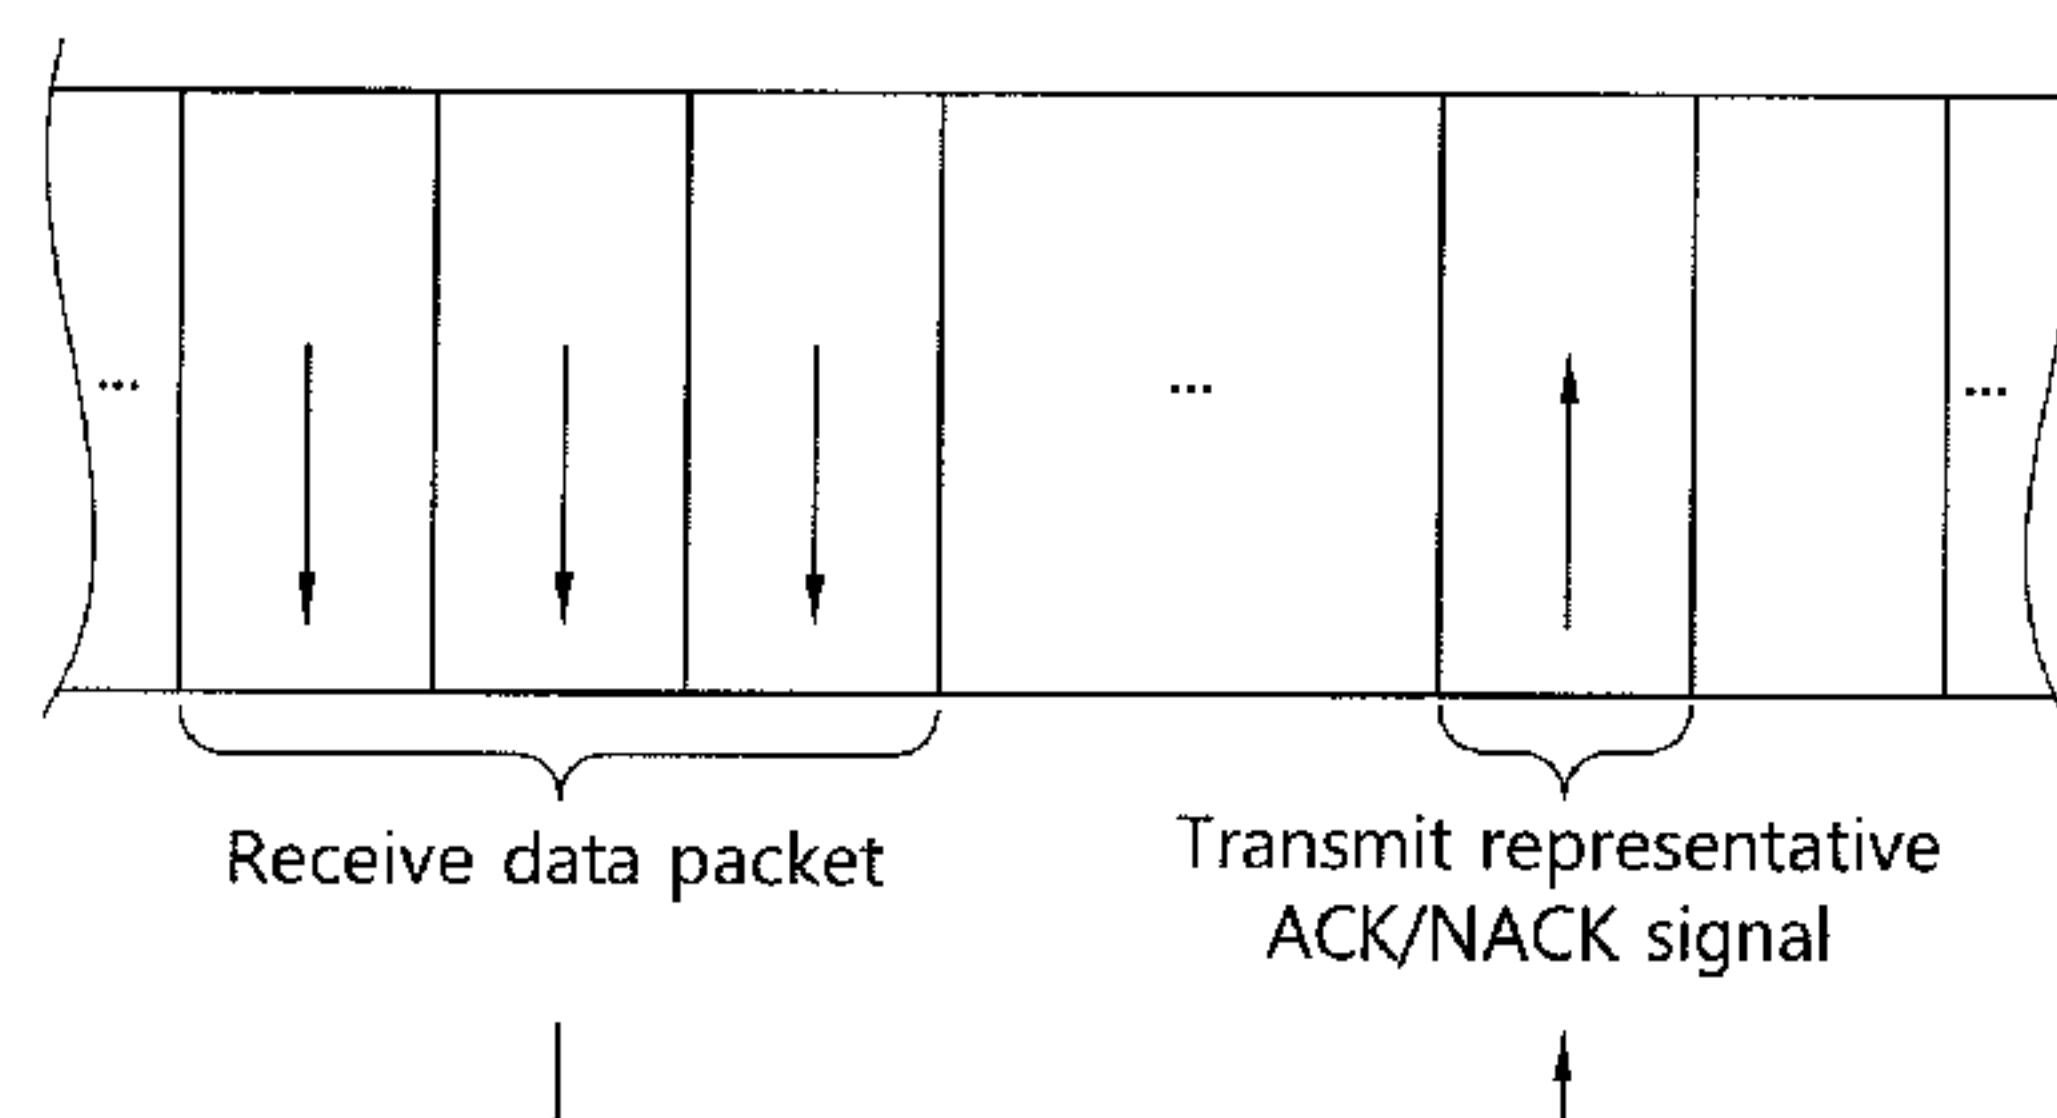 ... ... ...
Receive data packet
Transmit representative
ACK/NACK signal